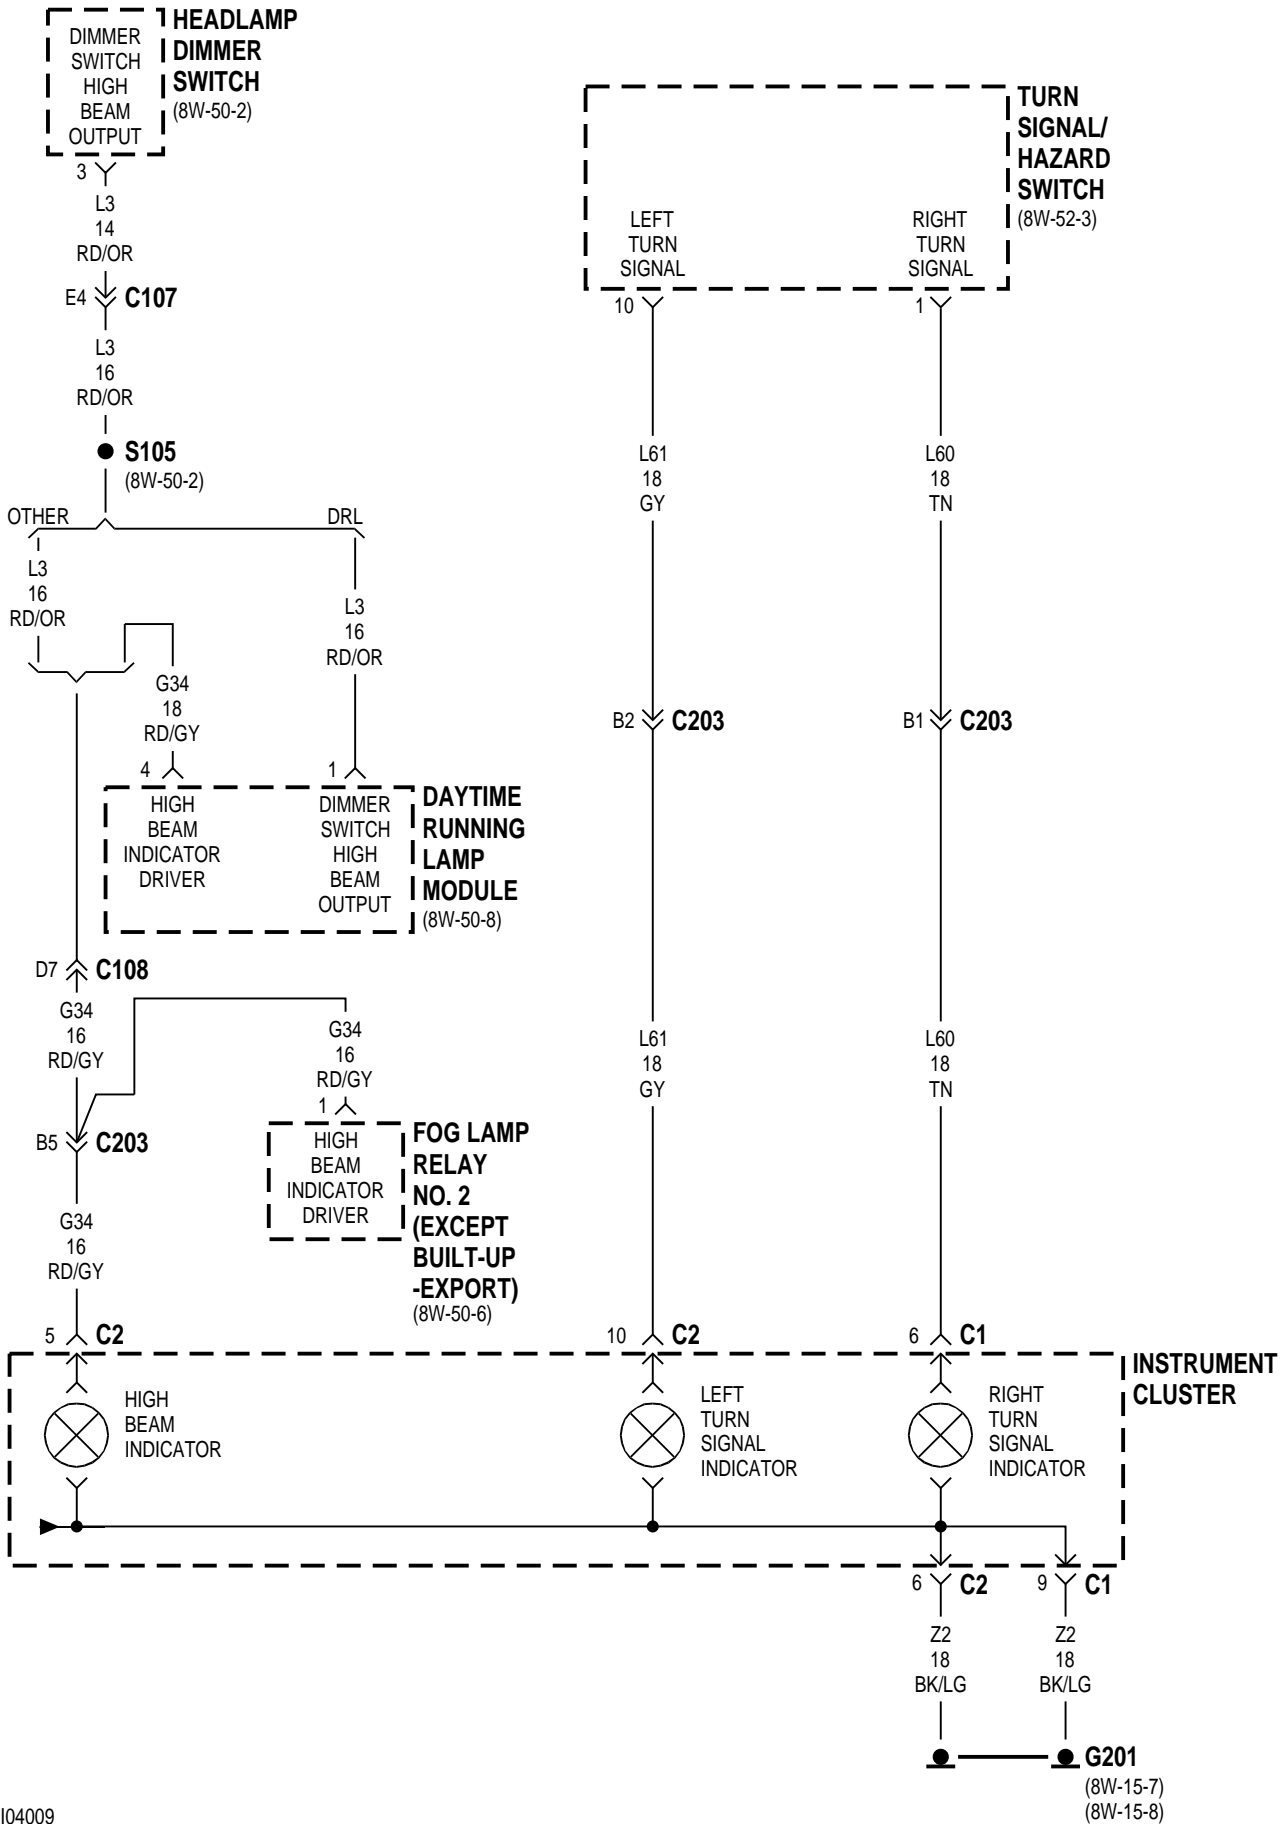 HEADLAMP
DIMMER
SWITCH
(8W-50-2)
DIMMER
SWITCH
HIGH
BEAM
OUTPUT
3
L3
14
RD/OR
E4
C107
L3
16
RD/OR
S105
(8W-50-2)
OTHER
DRL
L3
16
RD/OR
L3
16
RD/OR
G34
18
RD/GY
4
1
HIGH
BEAM
INDICATOR
DRIVER
DIMMER
SWITCH
HIGH
BEAM
OUTPUT
DAYTIME
RUNNING
LAMP
MODULE
(8W-50-8)
D7
C108
G34
16
RD/GY
G34
16
RD/GY
1
HIGH
BEAM
INDICATOR
DRIVER
FOG LAMP
RELAY
NO. 2
(EXCEPT
BUILT-UP
-EXPORT)
(8W-50-6)
B5
C203
G34
16
RD/GY
5
C2
TURN
SIGNAL/
HAZARD
SWITCH
(8W-52-3)
LEFT
TURN
SIGNAL
RIGHT
TURN
SIGNAL
10
1
L61
18
GY
L60
18
TN
B2
C203
B1
C203
L61
18
GY
L60
18
TN
10
C2
6
C1
INSTRUMENT
CLUSTER
HIGH
BEAM
INDICATOR
LEFT
TURN
SIGNAL
INDICATOR
RIGHT
TURN
SIGNAL
INDICATOR
6
C2
9
C1
Z2
18
BK/LG
Z2
18
BK/LG
G201
(8W-15-7)
(8W-15-8)
I04009